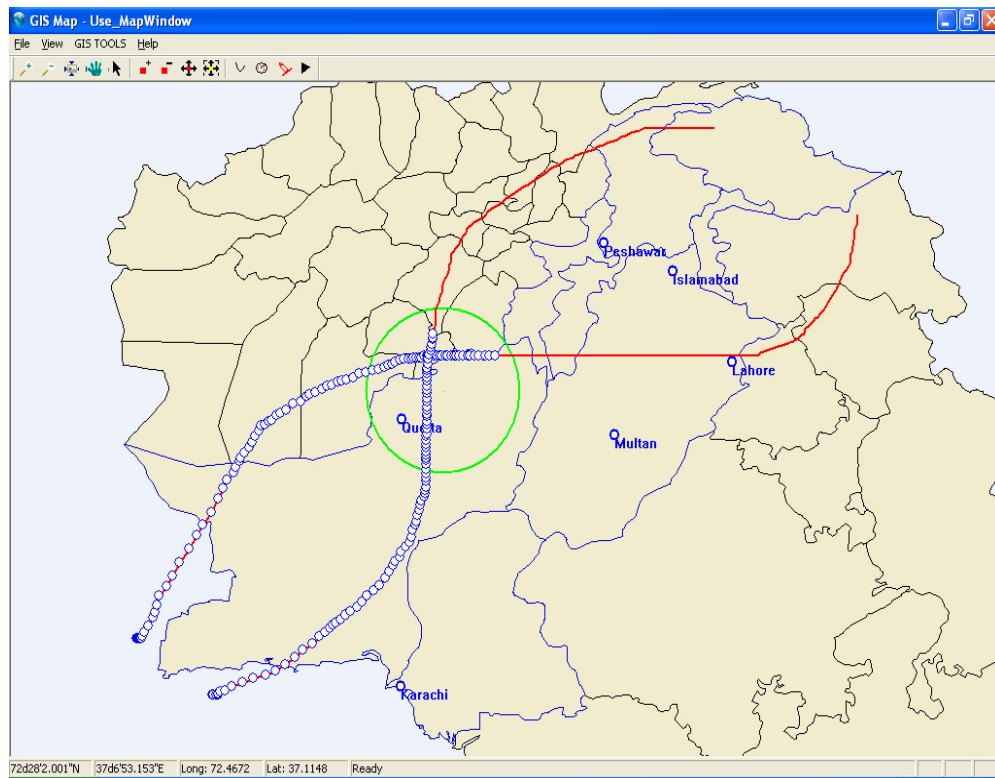 GIS Map - Use_MapWindow
File View GIS TOOLS Help
Peshawar
Islamabad
Lahore
Quetta
Multan
Karachi
72d28'2.001"N 37d6'53.153"E Long: 72.4672 Lat: 37.1148 Ready